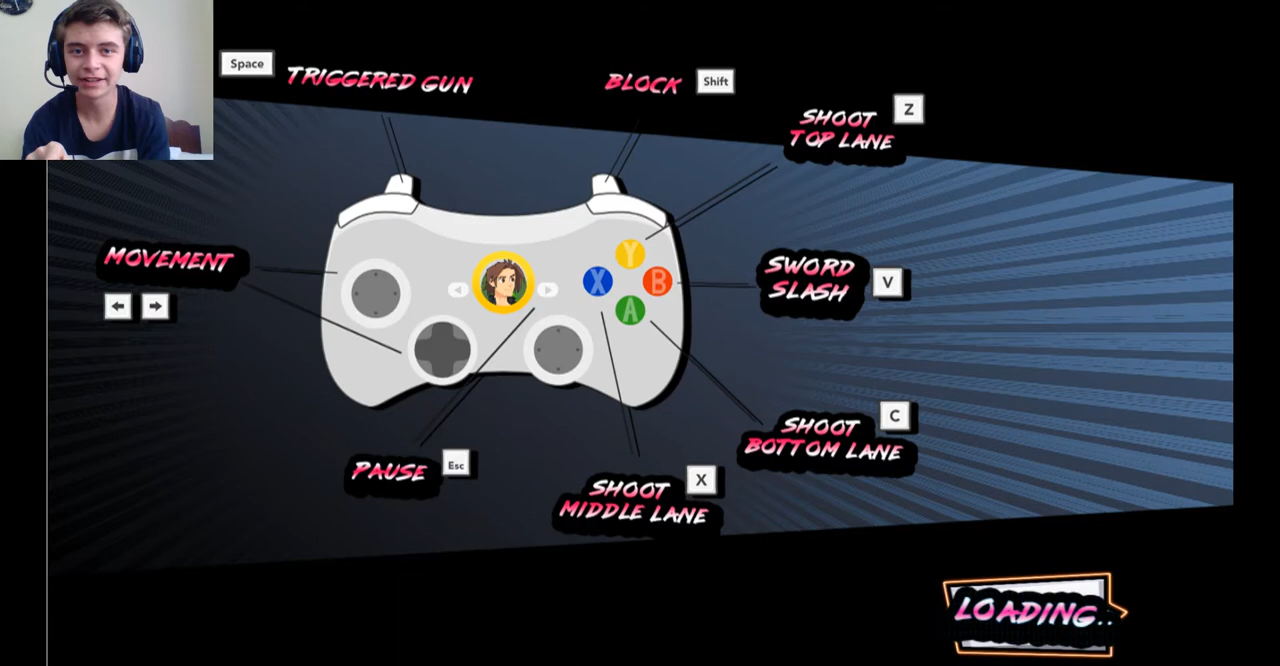 Space
TRIGGERED GUN
BLOCK
Shift
SHOOT
TOP LANE
Z
MOVEMENT
Y
X
B
A
SWORD
SLASH
V
PAUSE
Esc
SHOOT
MIDDLE LANE
X
SHOOT
BOTTOM LANE
C
LOADING..